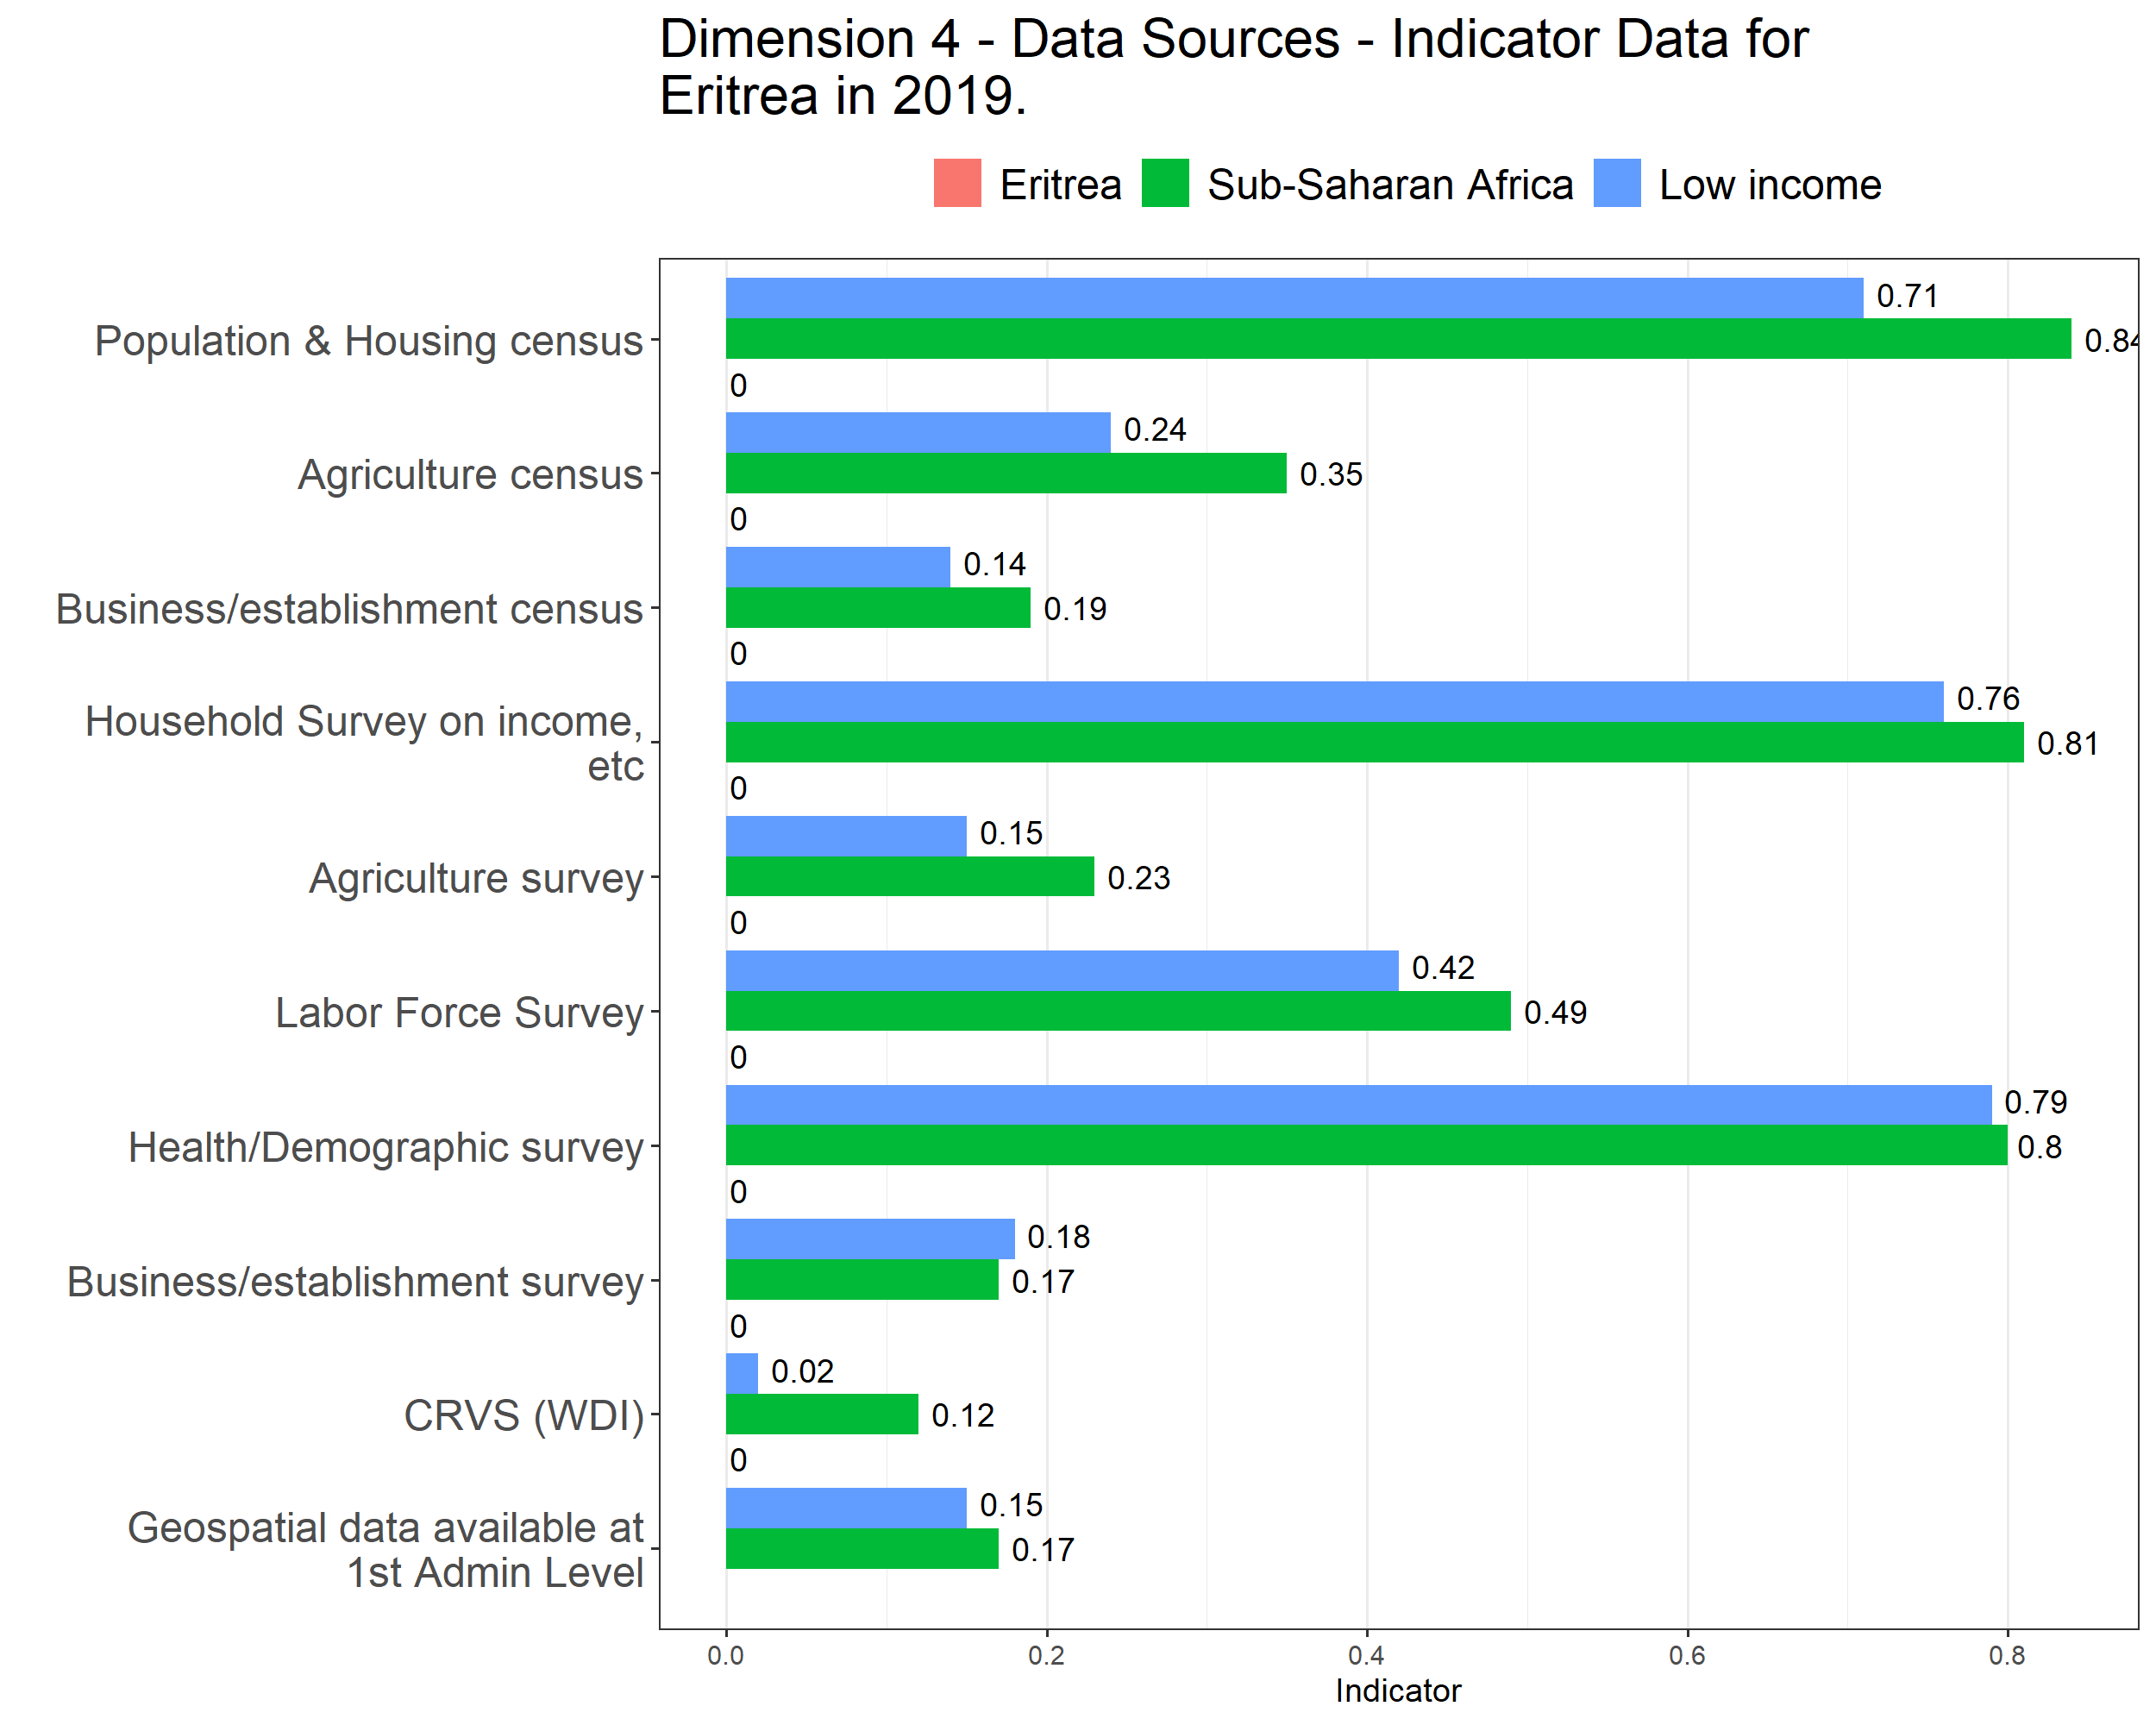 Dimension 4 - Data Sources - Indicator Data for
Eritrea in 2019.
Eritrea Sub-Saharan Africa Low income
0.71
Population & Housing census 0.84
0
0.24
Agriculture census 0.35
0
0.14
Business/establishment census 0.19
0
0.76
Household Survey on income,
etc
0.81
0
0.15
Agriculture survey 0.23
0
0.42
Labor Force Survey 0.49
0
0.79
Health/Demographic survey 0.8
0
0.18
Business/establishment survey 0.17
0
0.02
CRVS (WDI) 0.12
0
0.15
Geospatial data available at
1st Admin Level
0.17
0.0 0.2 0.4 0.6 0.8
Indicator